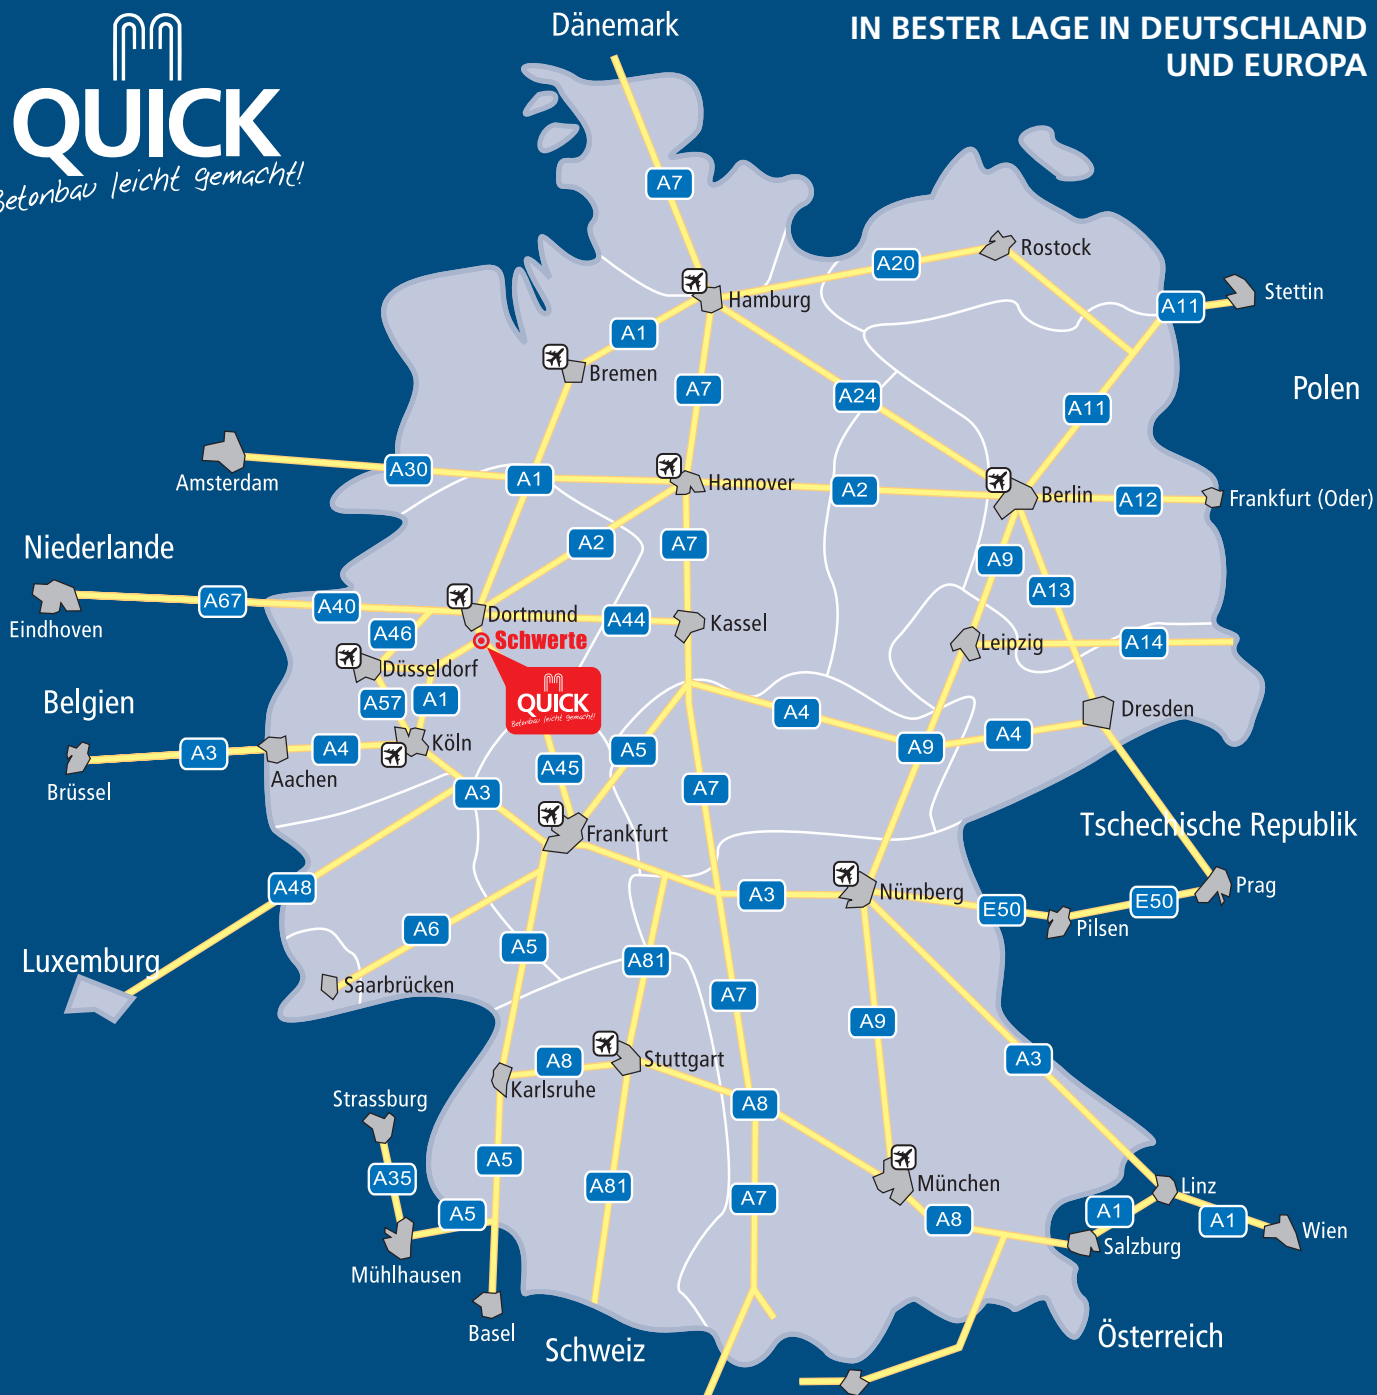 IN BESTER LAGE IN DEUTSCHLAND
UND EUROPA
QUICK
Betonbau leicht gemacht!
Dänemark
A7
Rostock
A20
Stettin
A11
Hamburg
A1
Bremen
A7
A24
A11
Polen
Amsterdam
A30
A1
Hannover
A2
Berlin
A12
Frankfurt (Oder)
Niederlande
A2
A7
A9
A13
A67
A40
Eindhoven
Dortmund
A44
Kassel
A46
Schwerte
Leipzig
A14
Düsseldorf
Belgien
A57
A1
QUICK
Betonbau leicht gemacht!
A4
Dresden
A3
A4
Köln
A5
A9
A4
Aachen
Brüssel
A45
A3
A7
Frankfurt
Tschechische Republik
A48
A3
Nürnberg
E50
E50
Prag
Pilsen
A6
A5
Luxemburg
A81
Saarbrücken
A7
A9
A8
Stuttgart
A3
Karlsruhe
Strassburg
A8
A5
A35
A81
A7
München
Linz
A5
A8
A1
A1
Wien
Salzburg
Mühlhausen
Basel
Schweiz
Österreich